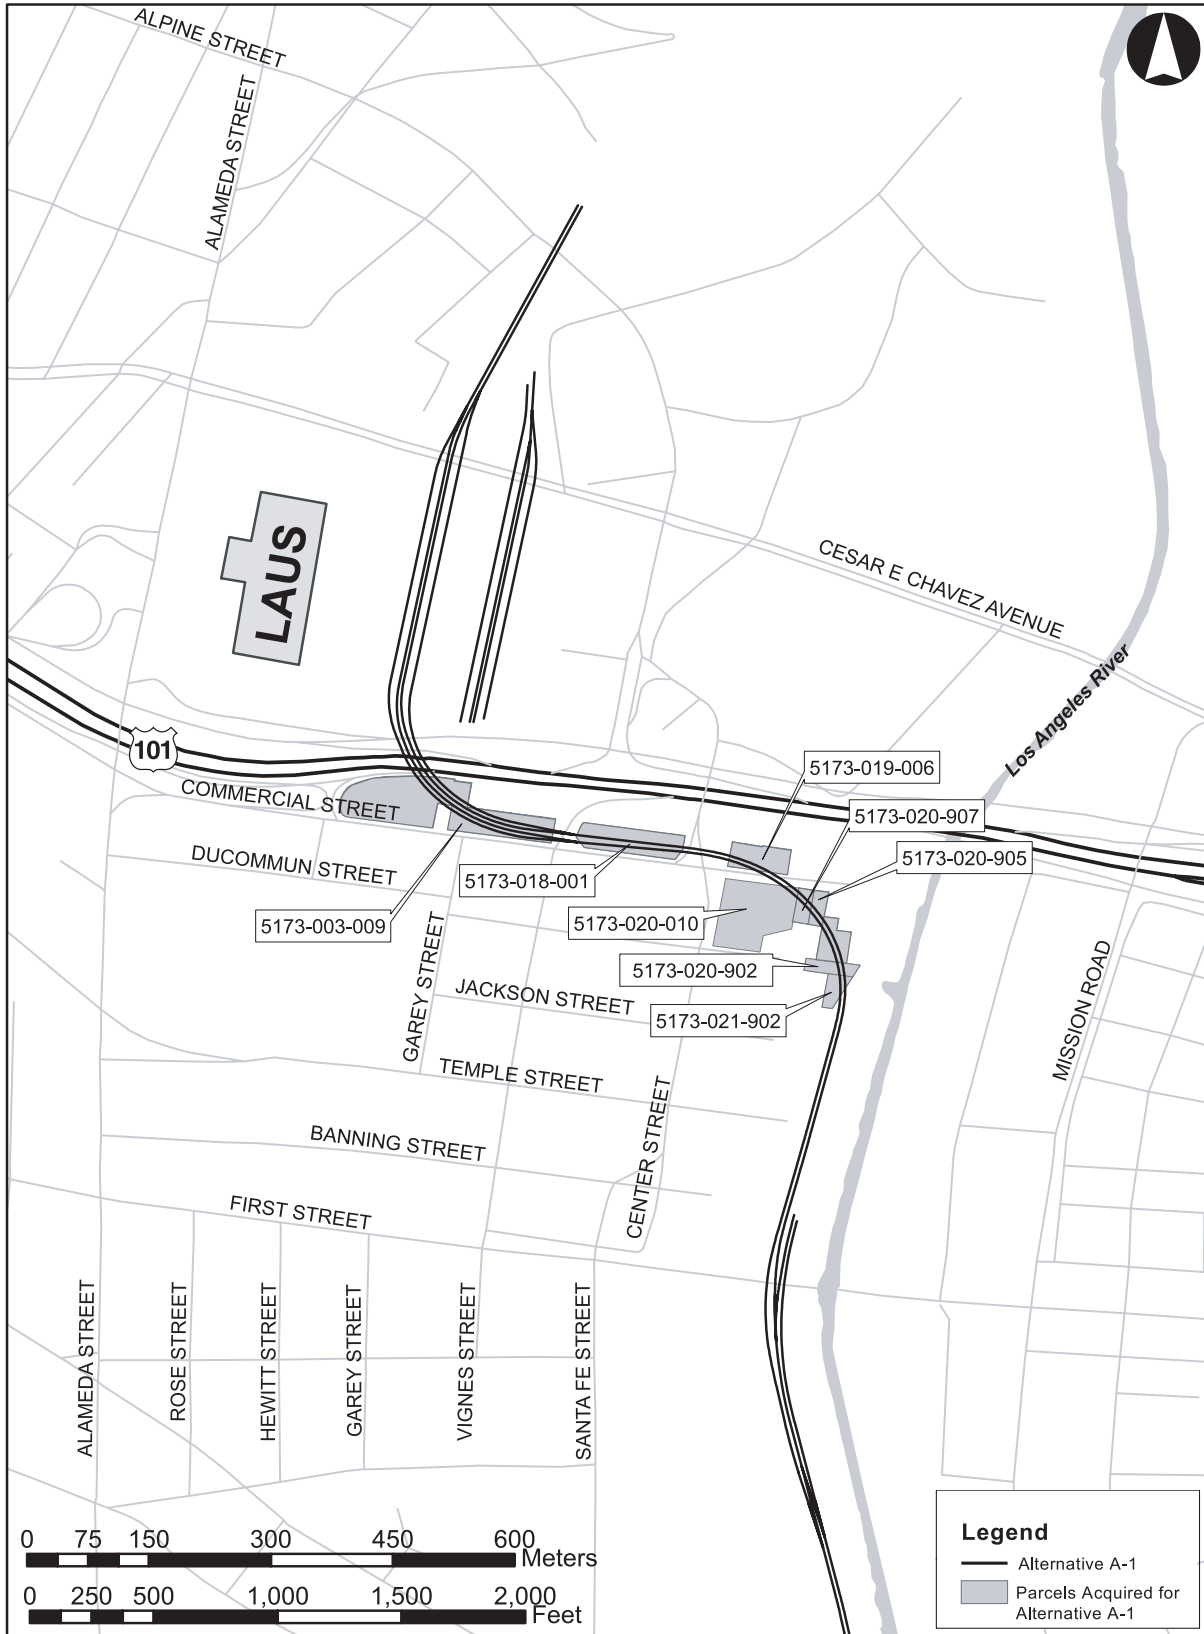 ALPINE STREET
ALAMEDA STREET
LAUS
CESAR E CHAVEZ AVENUE
Los Angeles River
101
COMMERCIAL STREET
5173-019-006
5173-020-907
DUCOMMUN STREET
5173-020-905
5173-018-001
5173-003-009
5173-020-010
GAREY STREET
5173-020-902
JACKSON STREET
5173-021-902
MISSION ROAD
TEMPLE STREET
CENTER STREET
BANNING STREET
FIRST STREET
ALAMEDA STREET
ROSE STREET
HEWITT STREET
GAREY STREET
VIGNES STREET
SANTA FE STREET
0 75 150 300 450 600
Meters
0 250 500 1,000 1,500 2,000
Feet
Legend
Alternative A-1
Parcels Acquired for
Alternative A-1